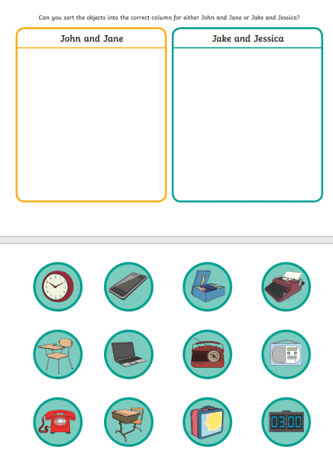 Can you sort the objects into the correct column for either John and Jane or Jake and Jessica?
John and Jane
Jake and Jessica
03:00